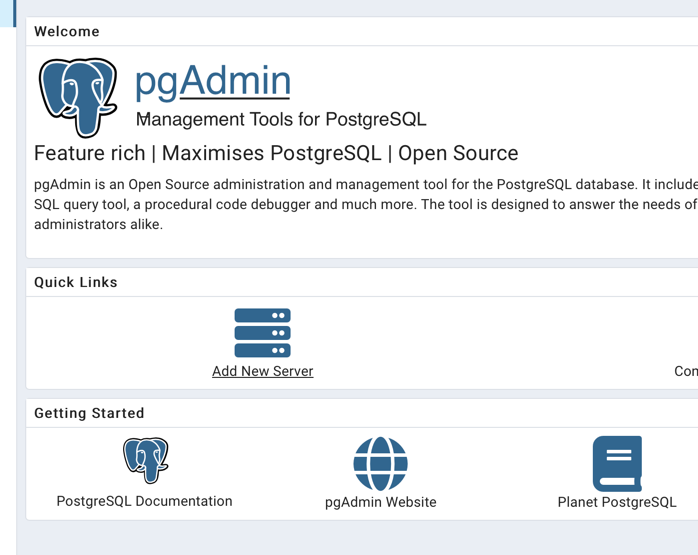 Welcome
pgAdmin
Management Tools for PostgreSQL
Feature rich | Maximises PostgreSQL | Open Source
pgAdmin is an Open Source administration and management tool for the PostgreSQL database. It include
SQL query tool, a procedural code debugger and much more. The tool is designed to answer the needs of
administrators alike.
Quick Links
Add New Server
Con
Getting Started
PostgreSQL Documentation
pgAdmin Website
Planet PostgreSQL